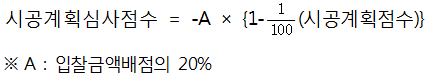 시공계획심사점수 = -A × {1-1/100(시공계획점수)}
※ A : 입찰금액배점의 20%